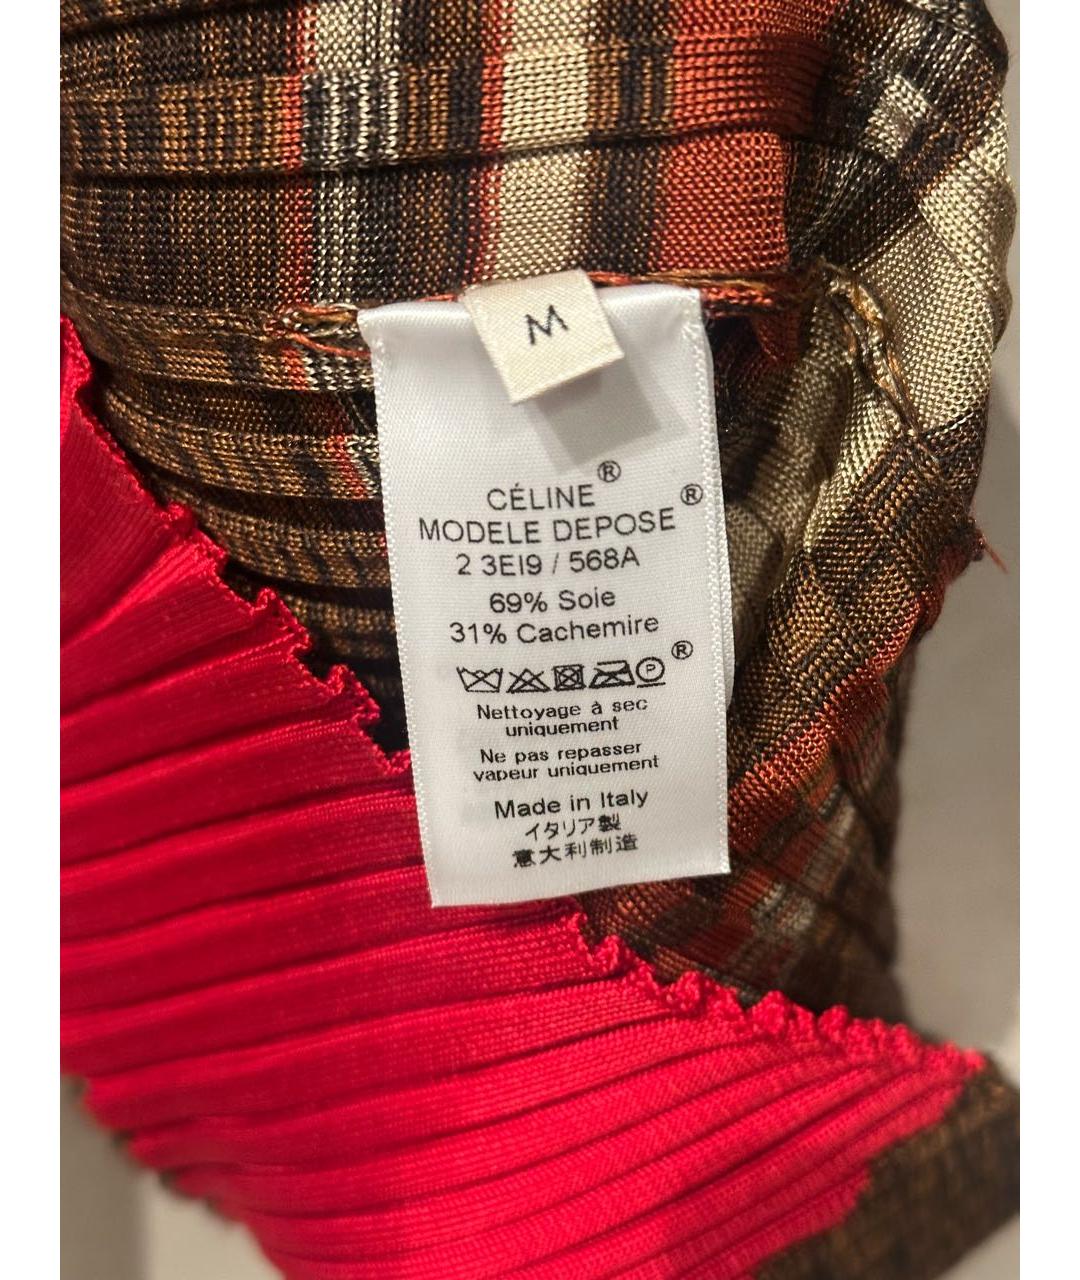 M
CÉLINE®
MODELE DEPOSE®
2 3EI9 / 568A
69% Soie
31% Cachemire
®
P
Nettoyage à sec
uniquement
Ne pas repasser
vapeur uniquement
Made in Italy
イタリア製
意大利制造